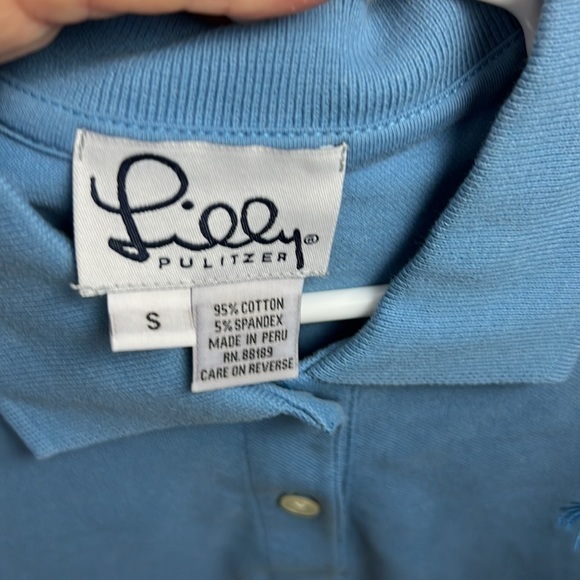 Lilly®
PULITZER
S
95% COTTON
5% SPANDEX
MADE IN PERU
RN. 88189
CARE ON REVERSE